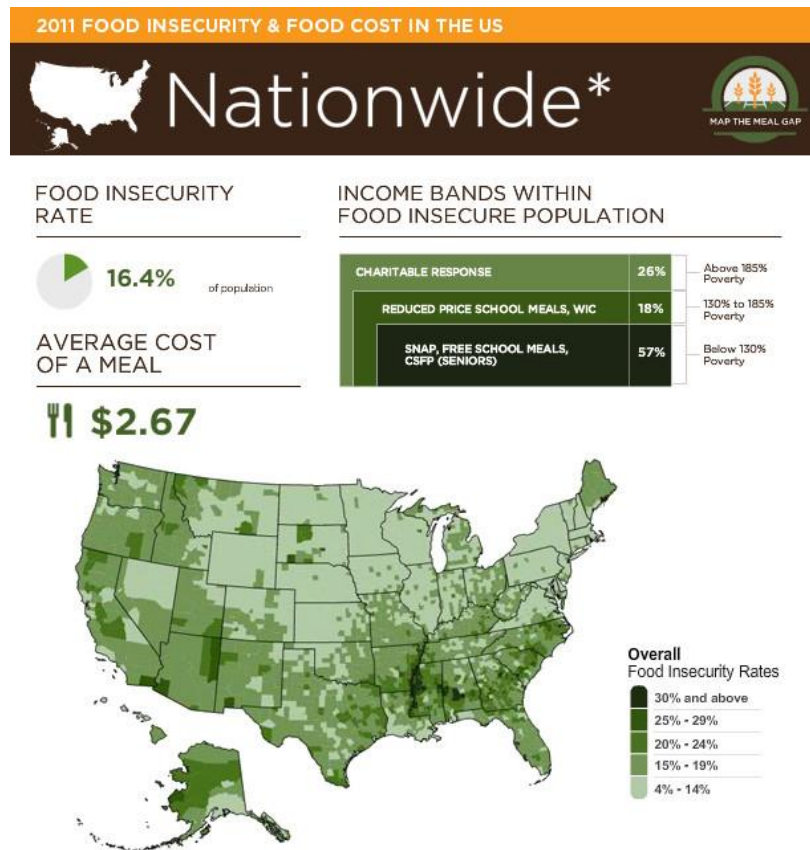 2011 FOOD INSECURITY & FOOD COST IN THE US
Nationwide*
MAP THE MEAL GAP
FOOD INSECURITY
RATE
16.4%
of population
AVERAGE COST
OF A MEAL
$2.67
INCOME BANDS WITHIN
FOOD INSECURE POPULATION
CHARITABLE RESPONSE
26%
Above 185%
Poverty
REDUCED PRICE SCHOOL MEALS, WIC
18%
130% to 185%
Poverty
SNAP, FREE SCHOOL MEALS,
CSFP (SENIORS)
57%
Below 130%
Poverty
Overall
Food Insecurity Rates
30% and above
25% - 29%
20% - 24%
15% - 19%
4% - 14%